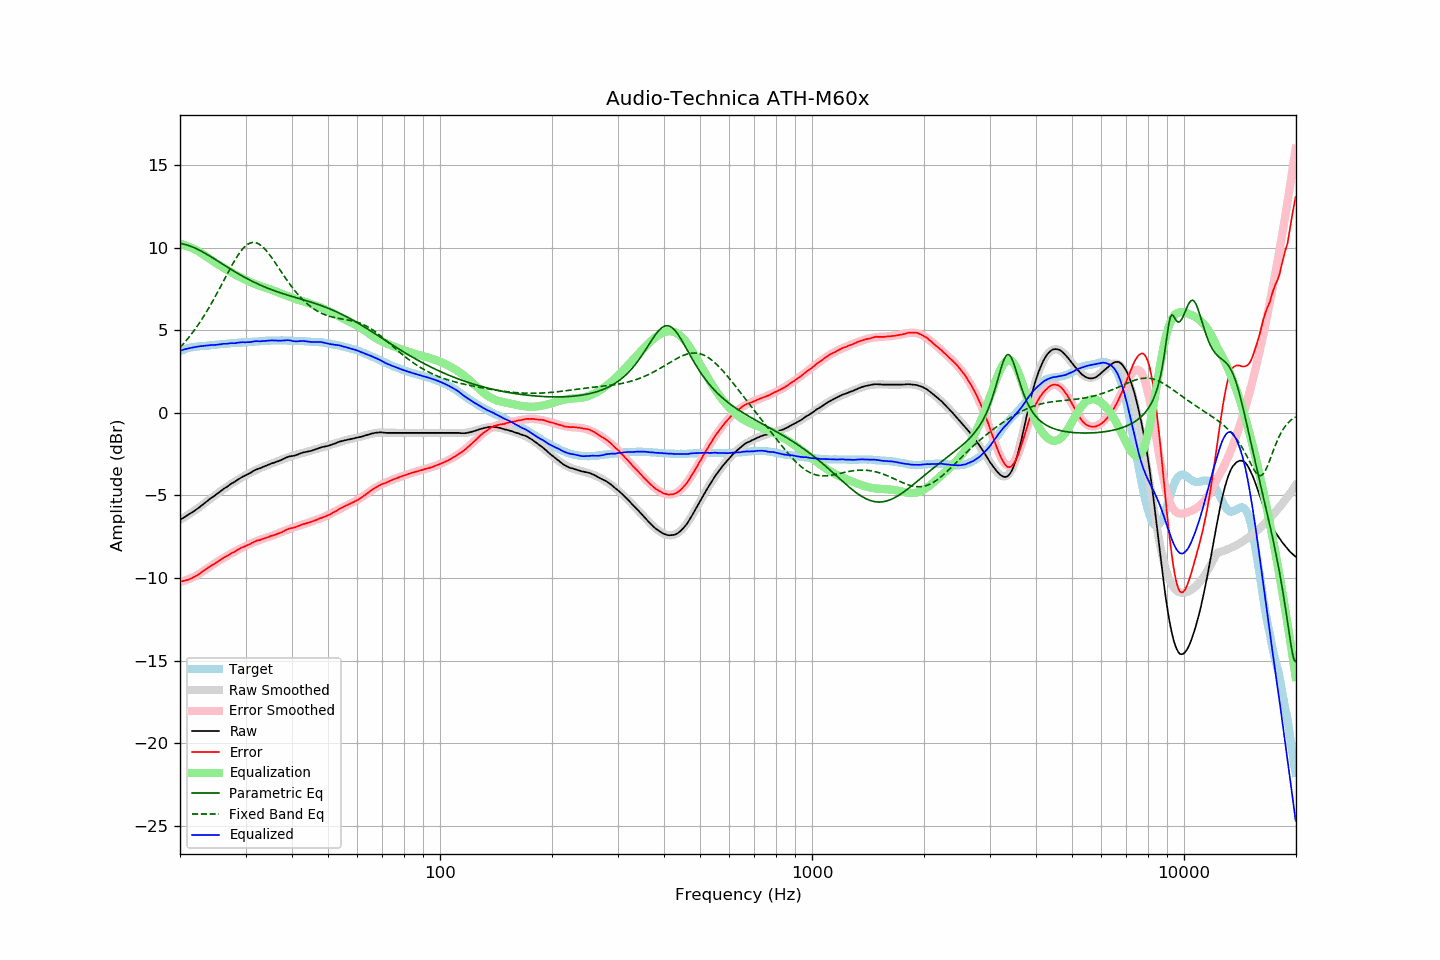 Audio-Technica ATH-M60x
Amplitude (dBr)
15
10
5
0
−5
−10
−15
−20
−25
Target
Raw Smoothed
Error Smoothed
Raw
Error
Equalization
Parametric Eq
Fixed Band Eq
Equalized
100
1000
10000
Frequency (Hz)